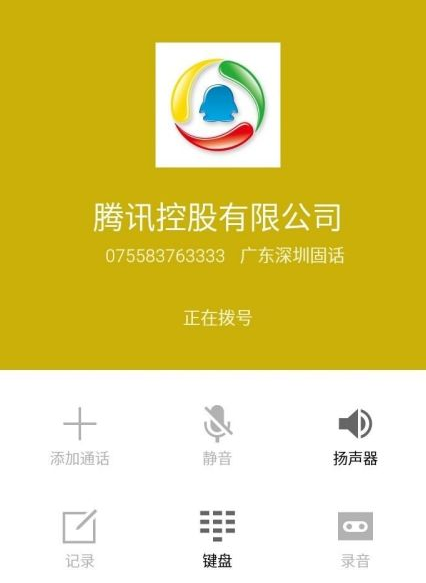 腾讯控股有限公司
075583763333 广东深圳固话
正在拨号
添加通话 静音 扬声器
记录 键盘 录音